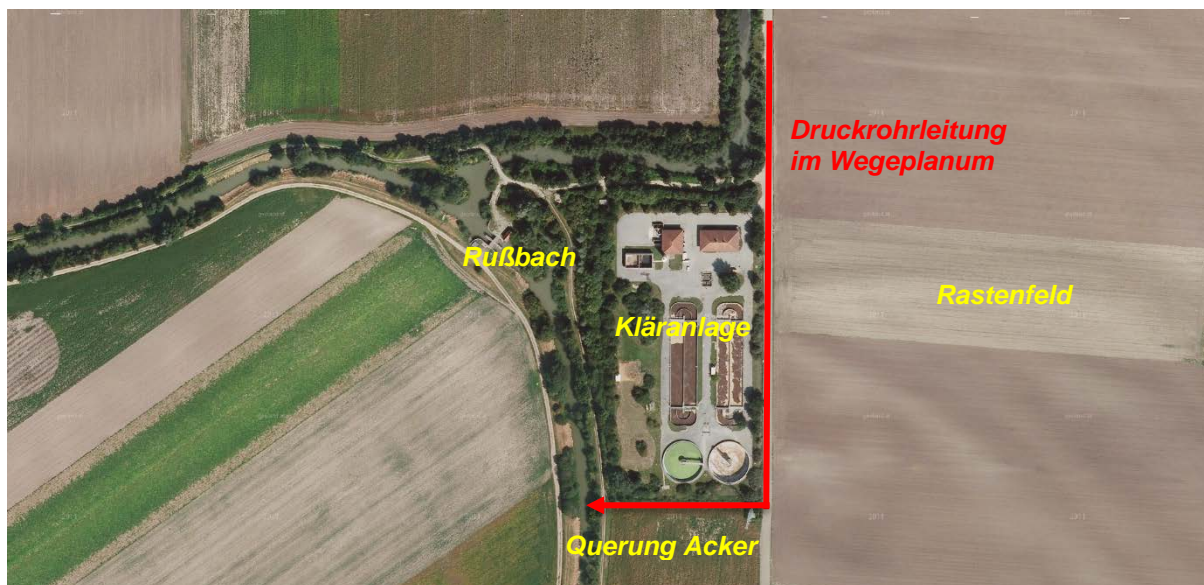 Druckrohrleitung
im Wegeplanum
Rußbach
Rastenfeld
Kläranlage
Querung Acker